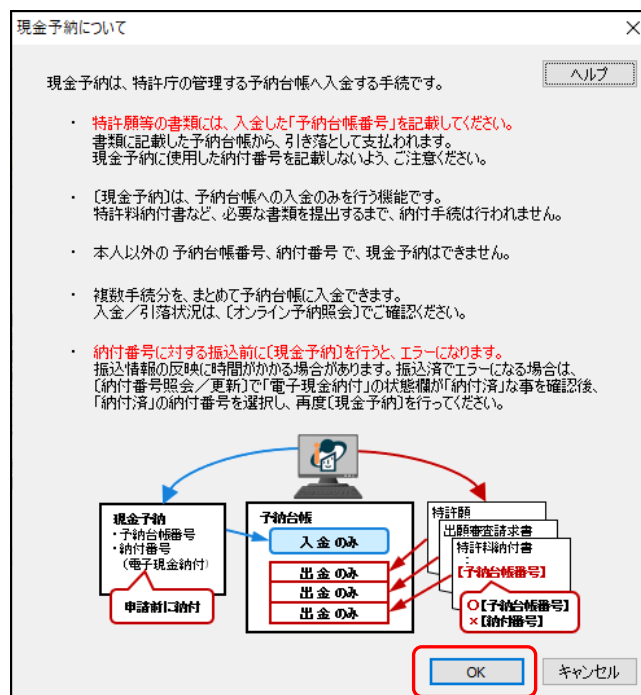 現金予納について
現金予納は、特許庁の管理する予納台帳へ入金する手続です。
ヘルプ
・ 特許願等の書類には、入金した「予納台帳番号」を記載してください。
書類に記載した予納台帳から、引き落として支払われます。
現金予納に使用した納付番号を記載しないよう、ご注意ください。
・ 〔現金予納〕は、予納台帳への入金のみを行う機能です。
特許料納付書など、必要な書類を提出するまで、納付手続は行われません。
・ 本人以外の 予納台帳番号、納付番号 で、現金予納はできません。
・ 複数手続分を、まとめて予納台帳に入金できます。
入金／引落状況は、〔オンライン予納照会〕でご確認ください。
・ 納付番号に対する振込前に〔現金予納〕を行うと、エラーになります。
振込情報の反映に時間がかかる場合があります。振込済でエラーになる場合は、
〔納付番号照会／更新〕で「電子現金納付」の状態欄が「納付済」な事を確認後、
「納付済」の納付番号を選択し、再度〔現金予納〕を行ってください。
現金予納
・予納台帳番号
・納付番号
（電子現金納付）
申請前に納付
予納台帳
入金 のみ
出金 のみ
出金 のみ
出金 のみ
特許願
出願審査請求書
特許料納付書
：
【予納台帳番号】
○【予納台帳番号】
×【納付番号】
OK
キャンセル